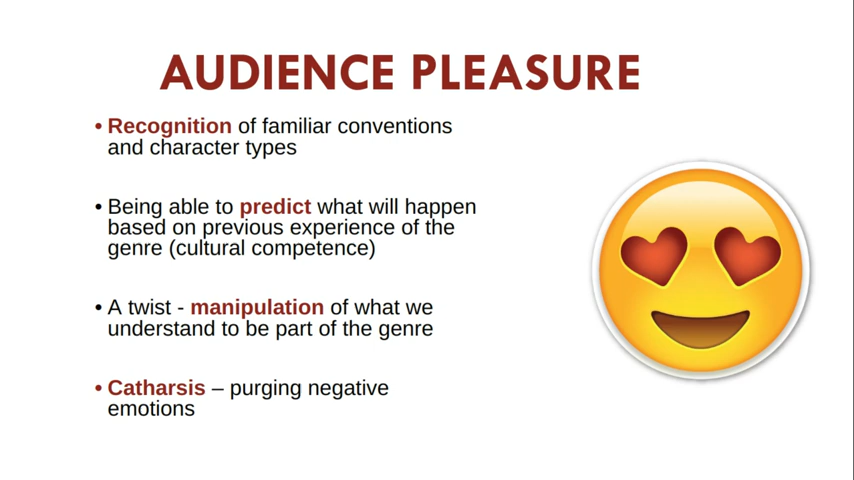 AUDIENCE PLEASURE
• Recognition of familiar conventions
and character types
• Being able to predict what will happen
based on previous experience of the
genre (cultural competence)
• A twist - manipulation of what we
understand to be part of the genre
• Catharsis – purging negative
emotions